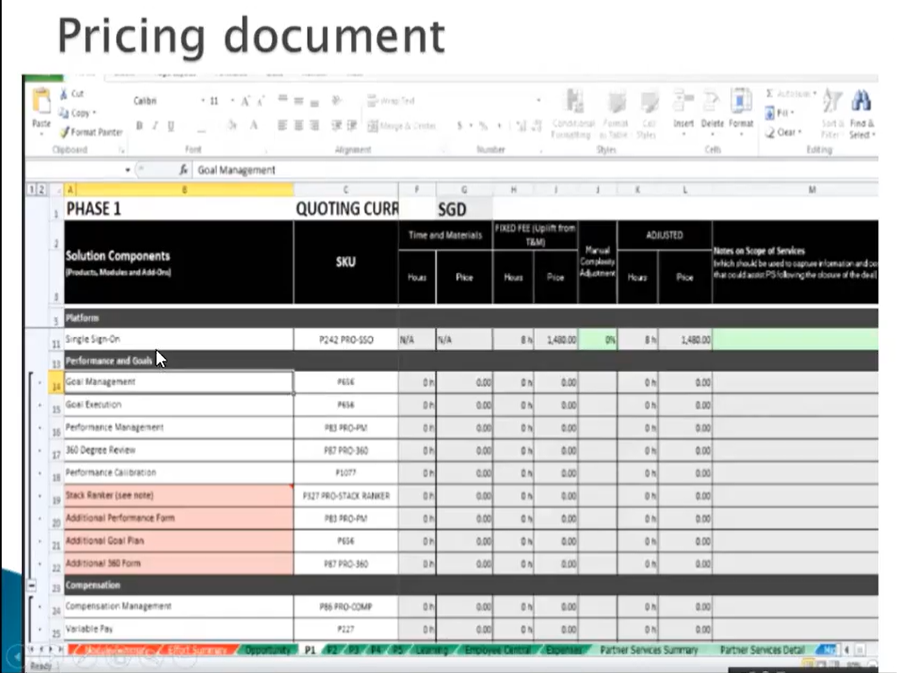 Pricing document
Cut
Copy
Paste
Format Painter
Clipboard
Calibri
11
B I U
Font
Wrap Text
Merge & Center
Alignment
$ % ,
Number
Conditional Formatting
Cell Styles
Styles
Insert Delete Format
Cells
Fill
Clear
Sort & Filter
Find & Select
Editing
fx Goal Management
1 2
A B C F G H I J K L M
1 PHASE 1 QUOTING CURR SGD
2 Time and Materials FIXED FEE (Uplift from T&M) Manual Complexity Adjustment ADJUSTED
Solution Components SKU Notes on Scope of Services
(Products, Modules and Add-Ons) (which should be used to capture information and
that could assist PS following the closure of the deal
3 Hours Price Hours Price Hours Price
5 Platform
11 Single Sign-On P242 PRO-SSO N/A N/A 8 h 1,480.00 0% 8 h 1,480.00
13 Performance and Goals
14 Goal Management P656 0 h 0.00 0 h 0.00 0 h 0.00
15 Goal Execution P656 0 h 0.00 0 h 0.00 0 h 0.00
16 Performance Management P83 PRO-PM 0 h 0.00 0 h 0.00 0 h 0.00
17 360 Degree Review P87 PRO-360 0 h 0.00 0 h 0.00 0 h 0.00
18 Performance Calibration P1077 0 h 0.00 0 h 0.00 0 h 0.00
19 Stack Ranker (see note) P327 PRO-STACK RANKER 0 h 0.00 0 h 0.00 0 h 0.00
20 Additional Performance Form P83 PRO-PM 0 h 0.00 0 h 0.00 0 h 0.00
21 Additional Goal Plan P656 0 h 0.00 0 h 0.00 0 h 0.00
22 Additional 360 Form P87 PRO-360 0 h 0.00 0 h 0.00 0 h 0.00
23 Compensation
24 Compensation Management P86 PRO-COMP 0 h 0.00 0 h 0.00 0 h 0.00
25 Variable Pay P227 0 h 0.00 0 h 0.00 0 h 0.00
Effort Summary Opportunity P1 P2 P3 P4 P5 Learning Employee Central Expenses Partner Services Summary Partner Services Detail
Ready